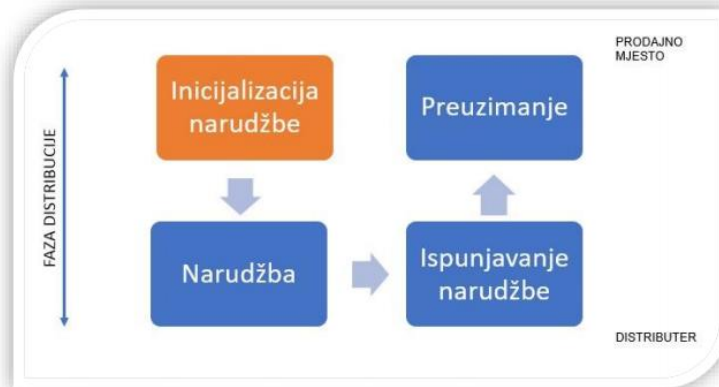 PRODAJNO
MJESTO
Inicijalizacija
narudžbe
Preuzimanje
FAZA DISTRIBUCIJE
Narudžba
Ispunjavanje
narudžbe
DISTRIBUTER